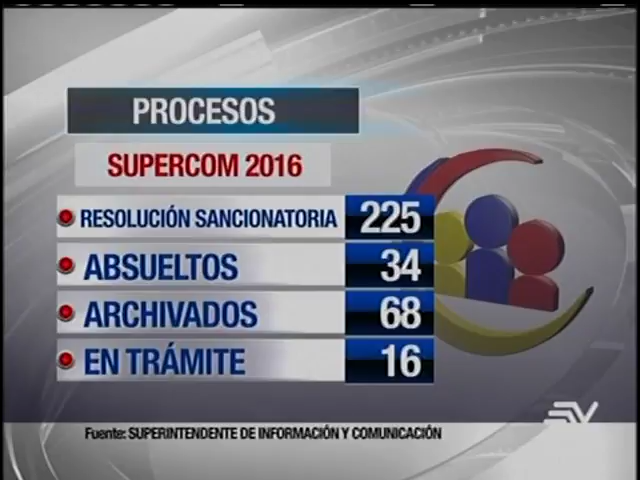 PROCESOS
SUPERCOM 2016
RESOLUCIÓN SANCIONATORIA 225
ABSUELTOS 34
ARCHIVADOS 68
EN TRÁMITE 16
Fuente: SUPERINTENDENTE DE INFORMACIÓN Y COMUNICACIÓN